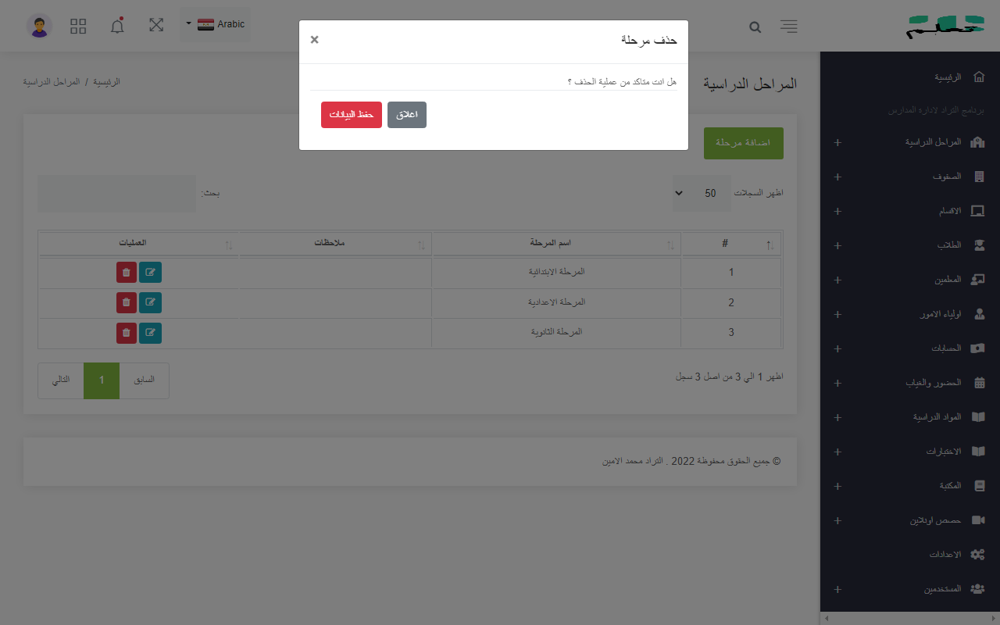 معلم
Arabic
حذف مرحلة
×
هل انت متاكد من عملية الحذف ؟
اغلاق
حفظ البيانات
الرئيسية
برنامج التراد لادارة المدارس
المراحل الدراسية
الصفوف
الاقسام
الطلاب
المعلمين
اولياء الامور
الحسابات
الحضور والغياب
المواد الدراسية
الاختبارات
المكتبة
حصص اونلاين
الاعدادات
المستخدمين
المراحل الدراسية
الرئيسية / المراحل الدراسية
اضافة مرحلة
اظهر السجلات 50
بحث:
# اسم المرحلة ملاحظات العمليات
1 المرحلة الابتدائية
2 المرحلة الاعدادية
3 المرحلة الثانوية
اظهر 1 الي 3 من اصل 3 سجل
السابق 1 التالي
© جميع الحقوق محفوظة 2022 . التراد محمد الامين